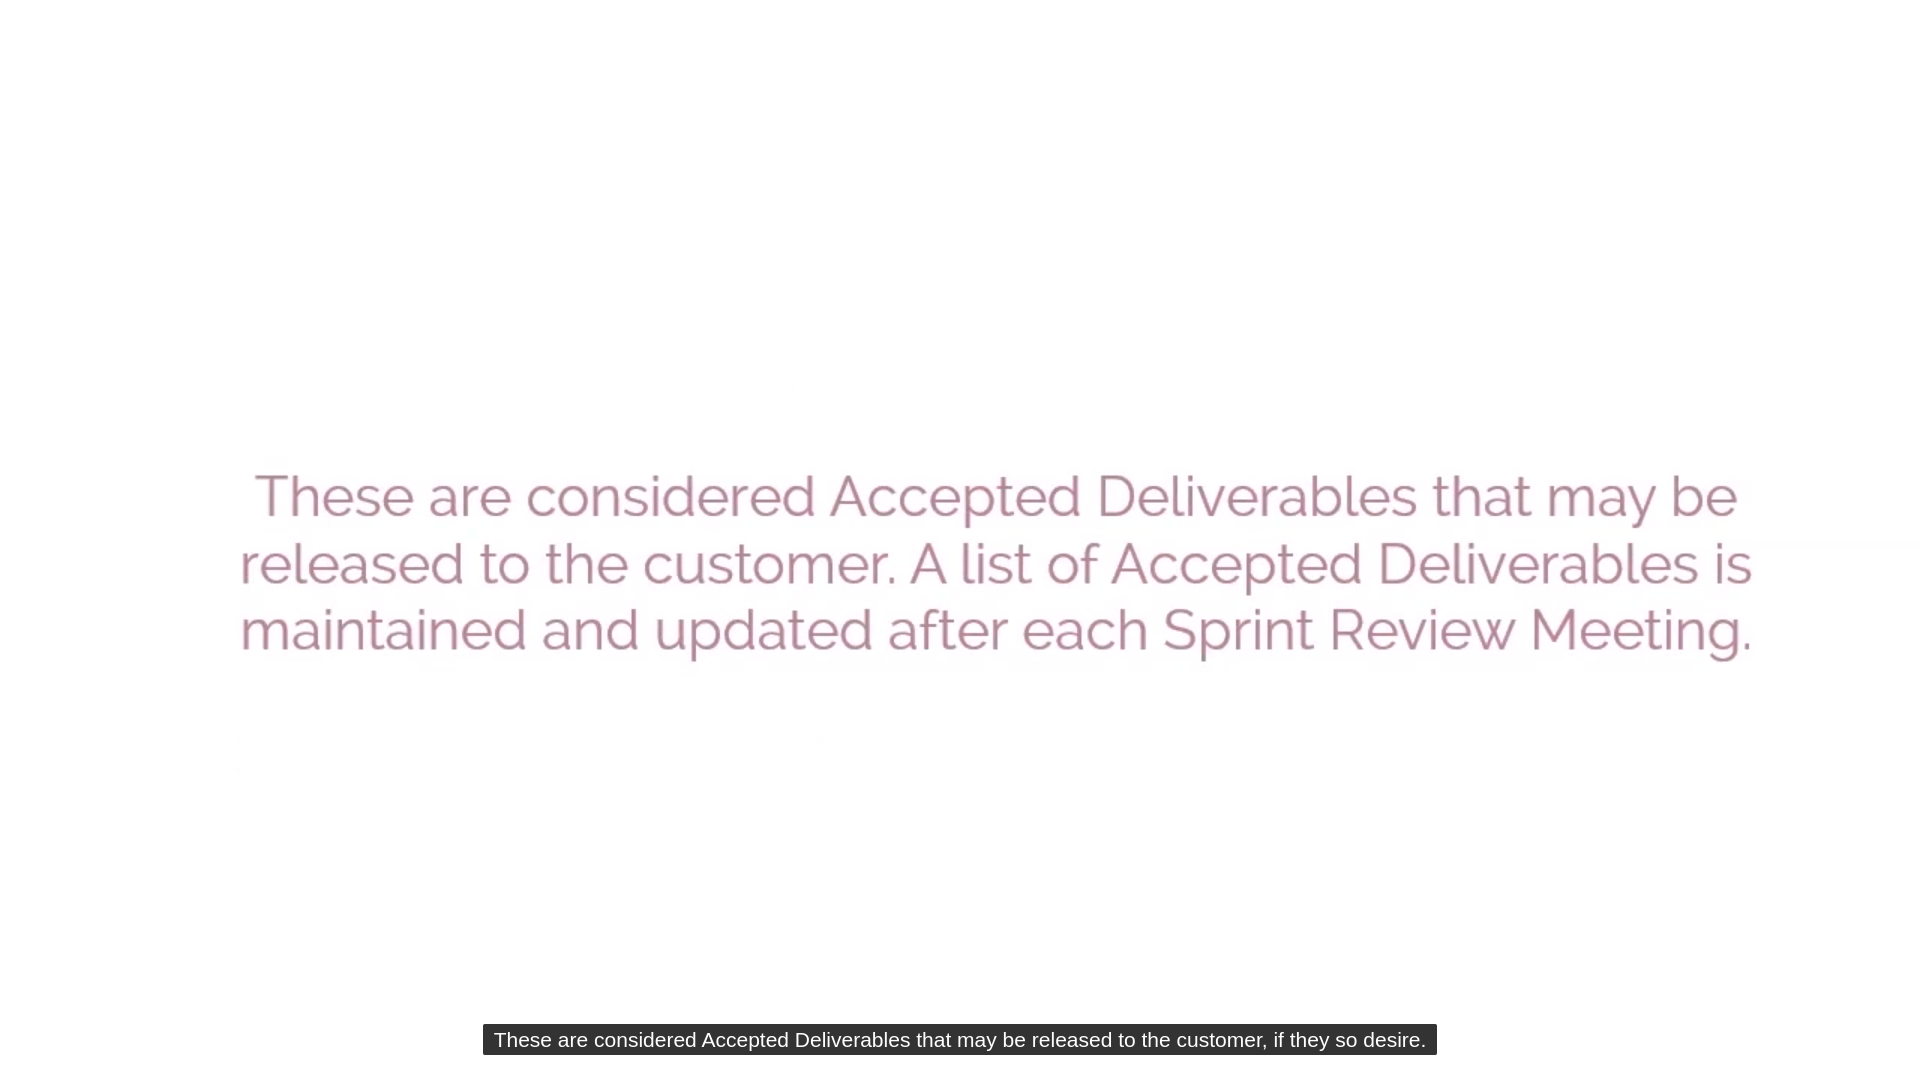 These are considered Accepted Deliverables that may be
released to the customer. A list of Accepted Deliverables is
maintained and updated after each Sprint Review Meeting.
These are considered Accepted Deliverables that may be released to the customer, if they so desire.